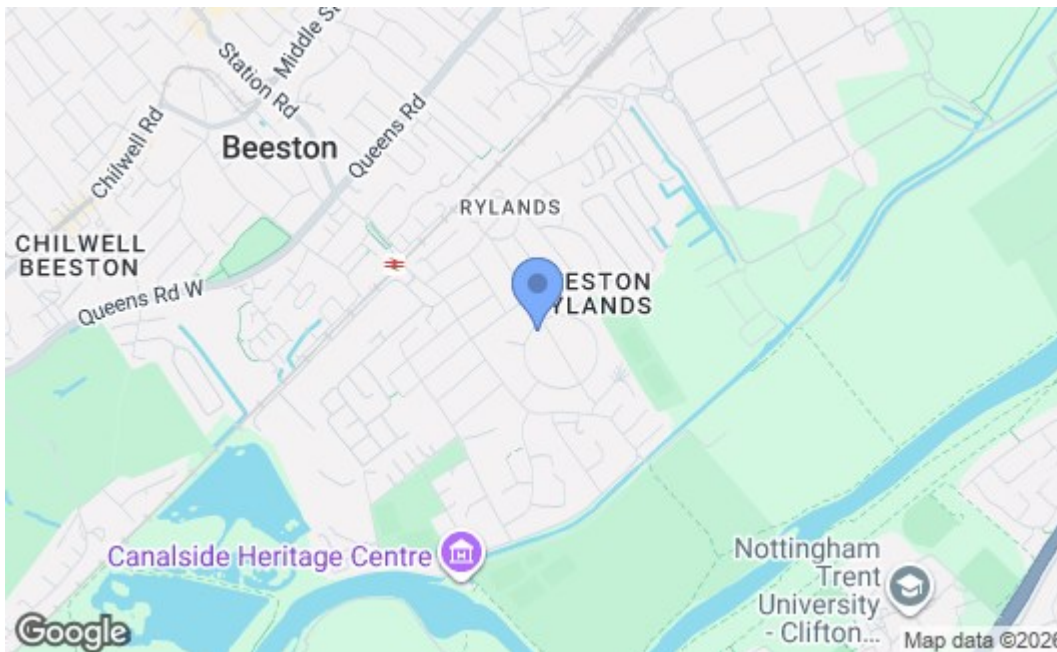 Station Rd
Middle St
Queens Rd
Beeston
Chilwell Rd
RYLANDS
CHILWELL
BEESTON
ESTON
YLANDS
Queens Rd W
Canalside Heritage Centre
Nottingham
Trent
University
- Clifton...
Google
Map data ©2026